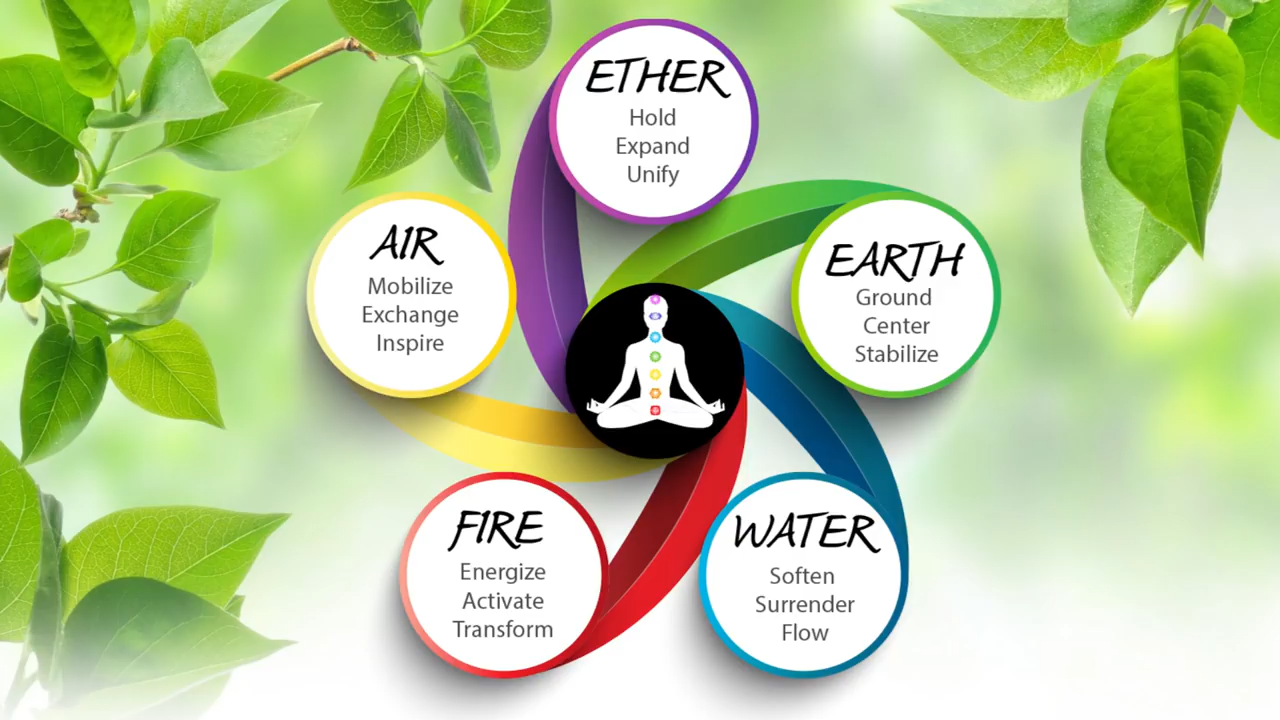 ETHER
Hold
Expand
Unify
AIR
Mobilize
Exchange
Inspire
EARTH
Ground
Center
Stabilize
FIRE
Energize
Activate
Transform
WATER
Soften
Surrender
Flow